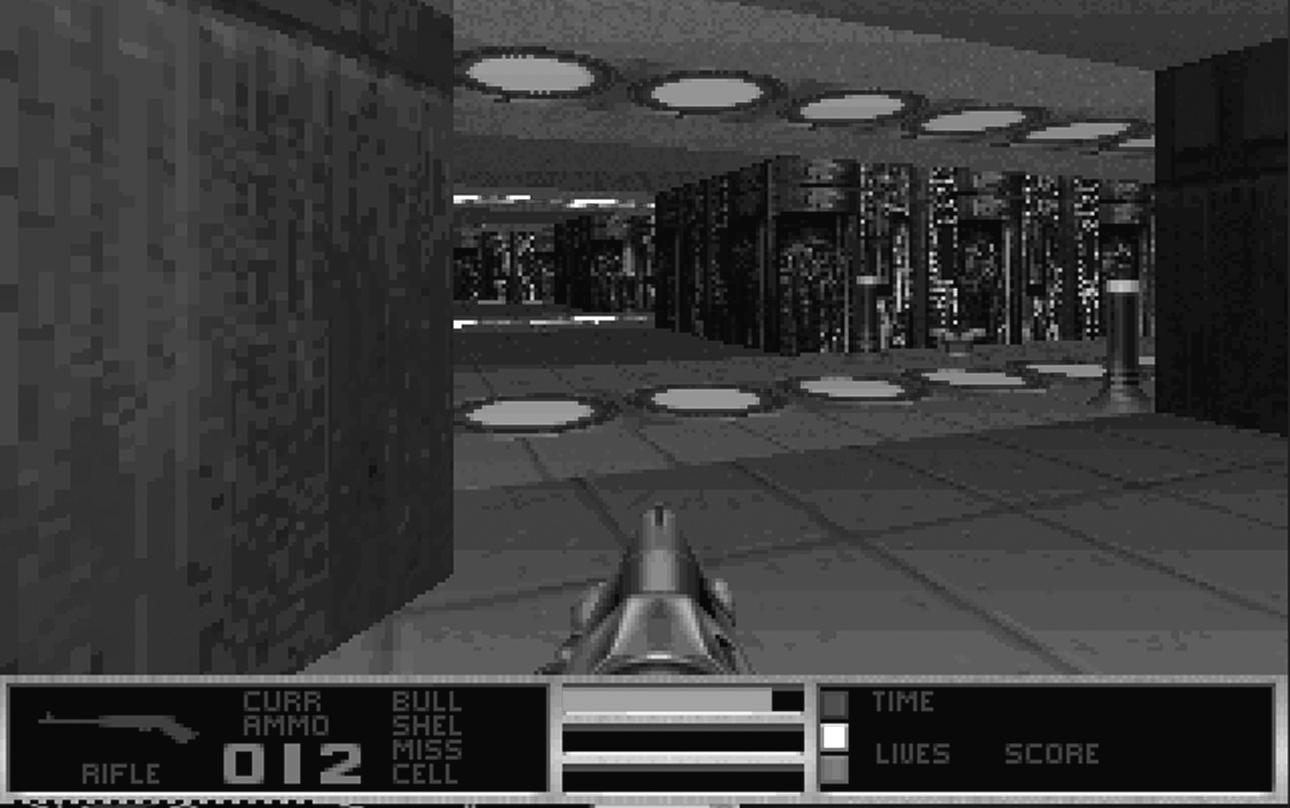 CURR
AMMO
012
RIFLE
BULL
SHEL
MISS
CELL
TIME
LIVES SCORE